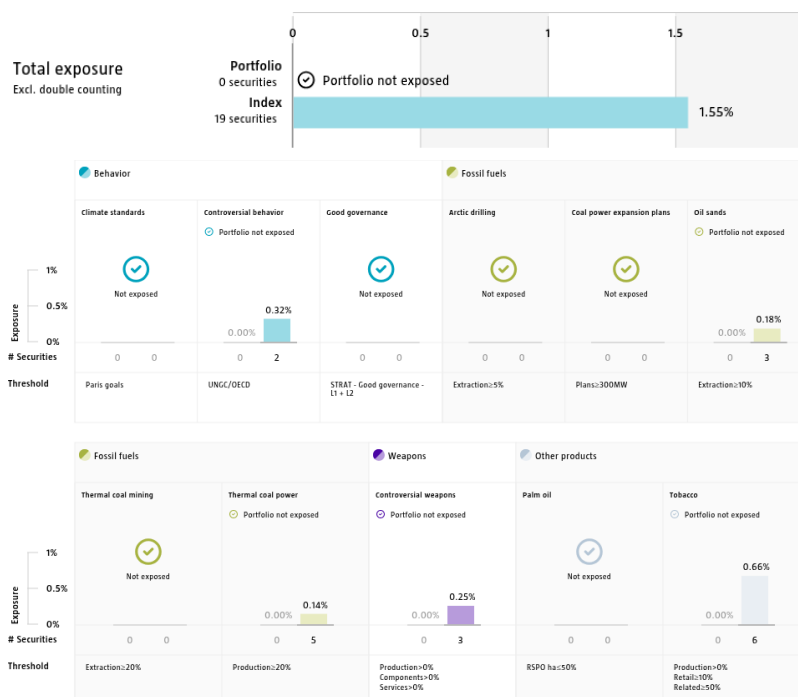 0 0.5 1 1.5
Total exposure
Excl. double counting
Portfolio
0 securities
Portfolio not exposed
Index
19 securities
1.55%
Behavior
Fossil fuels
Climate standards
Controversial behavior
Good governance
Arctic drilling
Coal power expansion plans
Oil sands
Portfolio not exposed
Portfolio not exposed
Not exposed
Not exposed
Not exposed
Not exposed
Exposure
1%
0.5%
0%
0.00%
0.32%
0.00%
0.18%
# Securities
0 0
0 2
0 0
0 0
0 0
0 3
Threshold
Paris goals
UNGC/OECD
STRAT - Good governance -
L1 + L2
Extraction≥5%
Plans≥300MW
Extraction≥10%
Fossil fuels
Weapons
Other products
Thermal coal mining
Thermal coal power
Controversial weapons
Palm oil
Tobacco
Portfolio not exposed
Portfolio not exposed
Portfolio not exposed
Not exposed
Not exposed
Exposure
1%
0.5%
0%
0.00%
0.14%
0.00%
0.25%
0.00%
0.66%
# Securities
0 0
0 5
0 3
0 0
0 6
Threshold
Extraction≥20%
Production≥20%
Production>0%
Components>0%
Services>0%
RSPO ha≤50%
Production>0%
Retail≥10%
Related≥50%